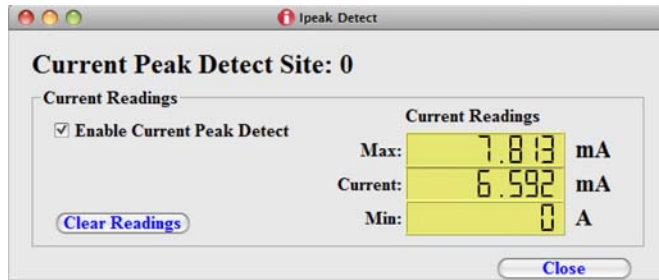 Ipeak Detect
Current Peak Detect Site: 0
Current Readings
Enable Current Peak Detect
Current Readings
Max: 7.813 mA
Current: 6.592 mA
Min: 0 A
Clear Readings
Close